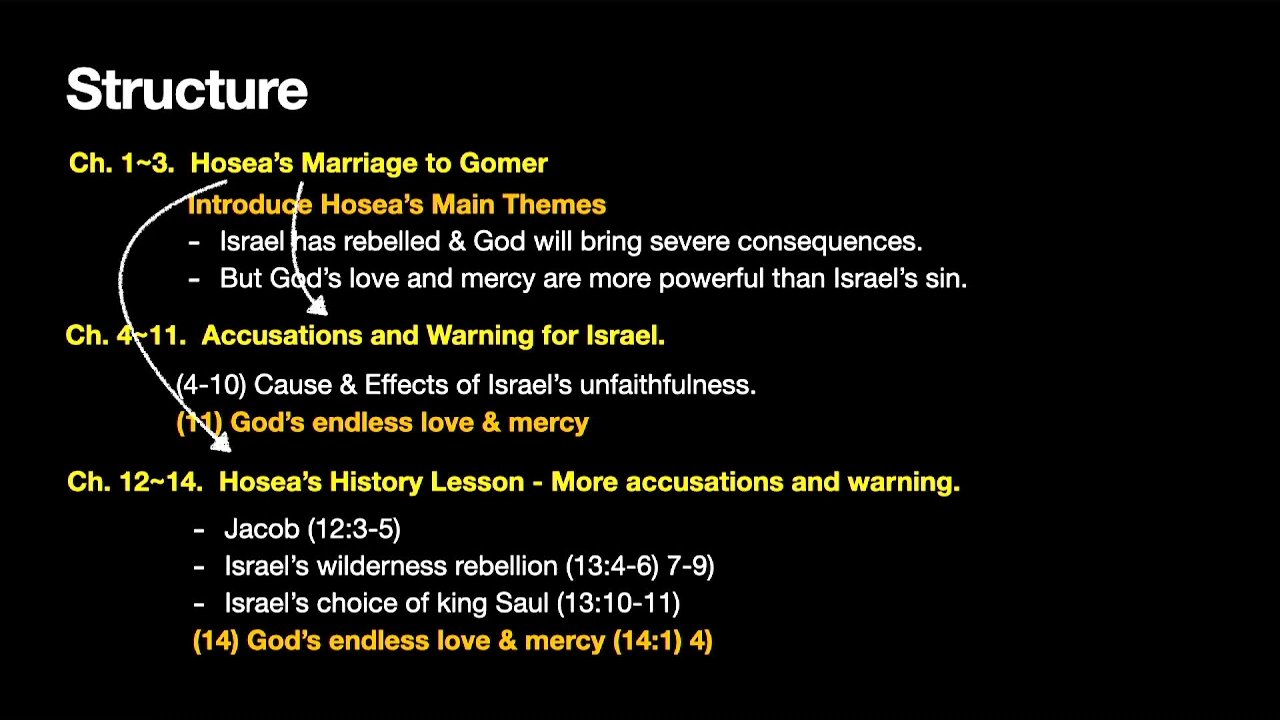 Structure
Ch. 1~3. Hosea's Marriage to Gomer
Introduce Hosea's Main Themes
- Israel has rebelled & God will bring severe consequences.
- But God's love and mercy are more powerful than Israel's sin.
Ch. 4~11. Accusations and Warning for Israel.
(4-10) Cause & Effects of Israel's unfaithfulness.
(11) God's endless love & mercy
Ch. 12~14. Hosea's History Lesson - More accusations and warning.
- Jacob (12:3-5)
- Israel's wilderness rebellion (13:4-6) 7-9)
- Israel's choice of king Saul (13:10-11)
(14) God's endless love & mercy (14:1) 4)